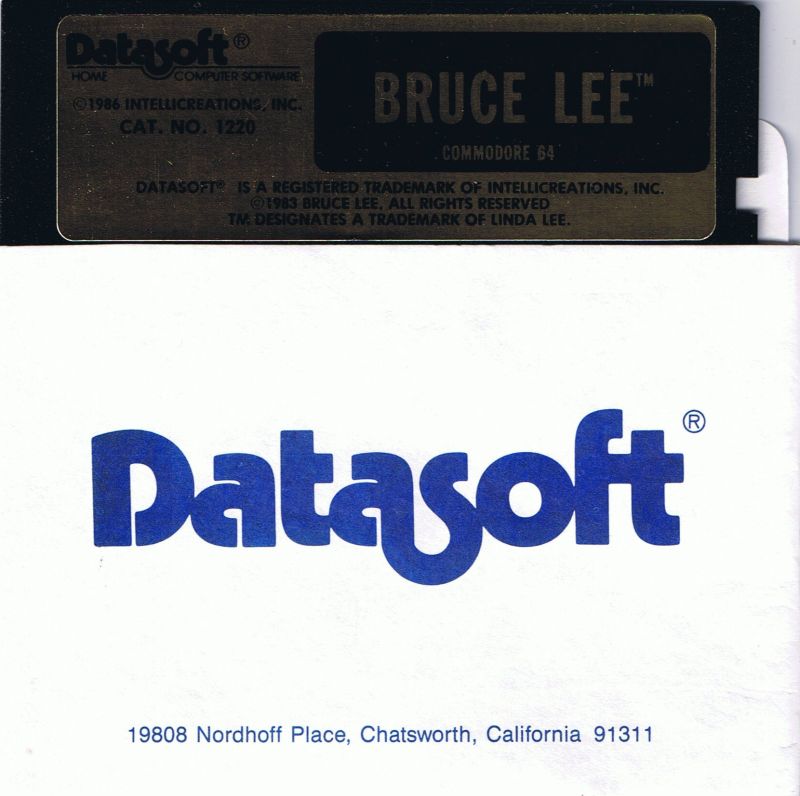 Datasoft®
HOME COMPUTER SOFTWARE
©1986 INTELLICREATIONS, INC.
CAT. NO. 1220
BRUCE LEE™
COMMODORE 64
DATASOFT® IS A REGISTERED TRADEMARK OF INTELLICREATIONS, INC.
©1983 BRUCE LEE, ALL RIGHTS RESERVED
TM DESIGNATES A TRADEMARK OF LINDA LEE.
Datasoft®
19808 Nordhoff Place, Chatsworth, California 91311